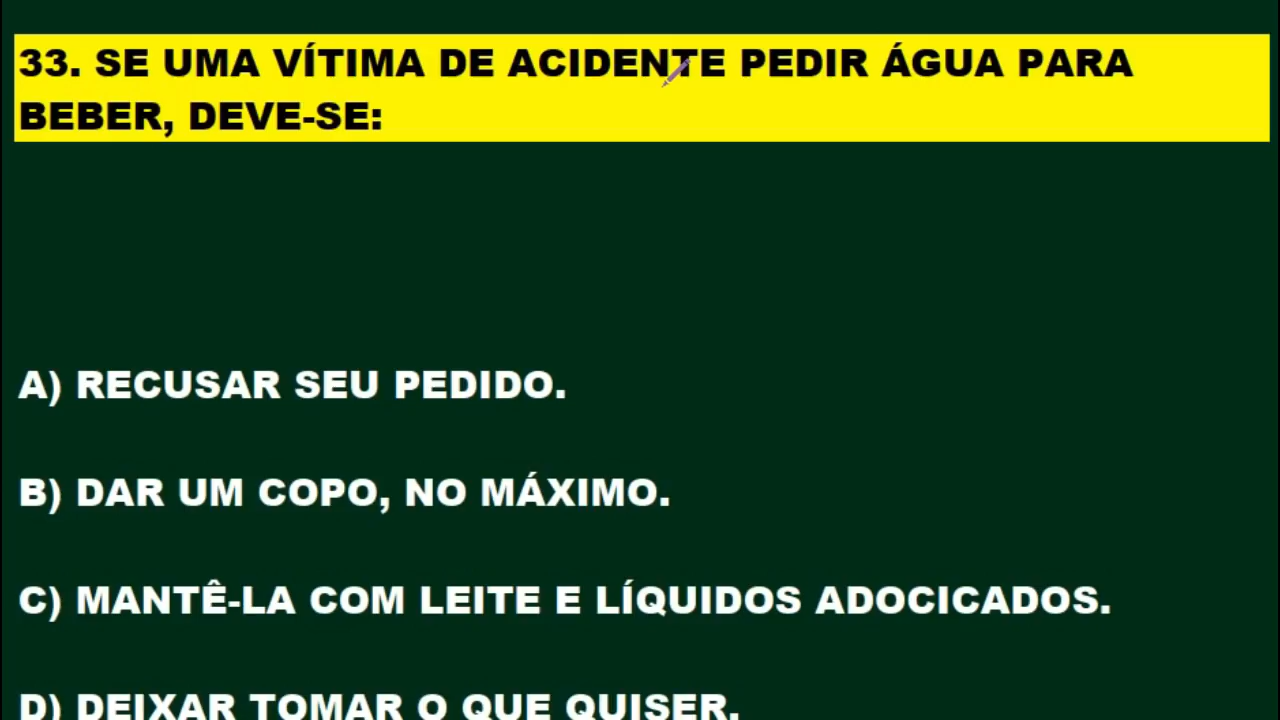 33. SE UMA VÍTIMA DE ACIDENTE PEDIR ÁGUA PARA
BEBER, DEVE-SE:
A) RECUSAR SEU PEDIDO.
B) DAR UM COPO, NO MÁXIMO.
C) MANTÊ-LA COM LEITE E LÍQUIDOS ADOCICADOS.
D) DEIXAR TOMAR O QUE QUISER.